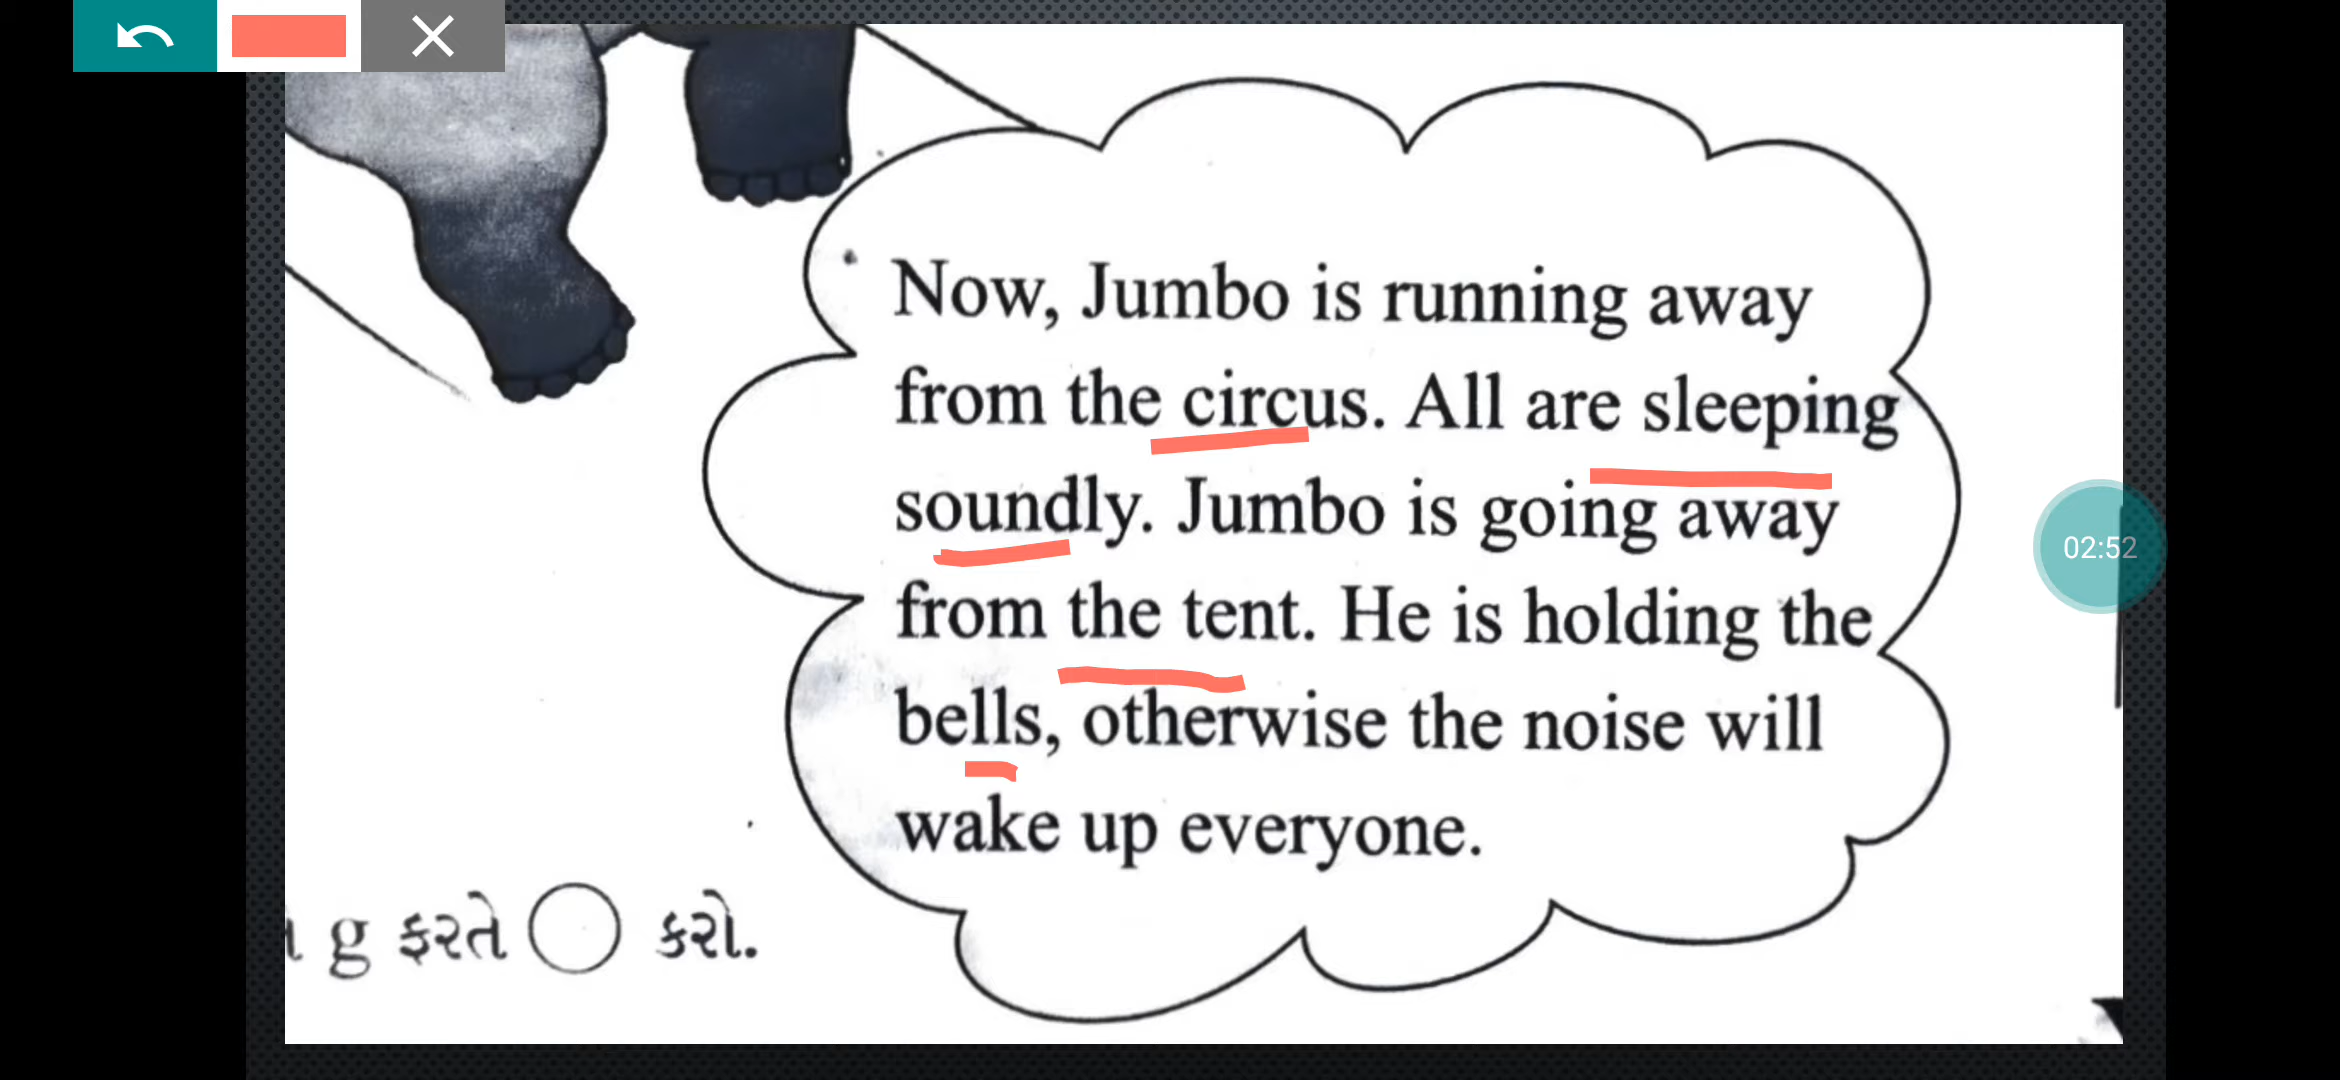 Now, Jumbo is running away
from the circus. All are sleeping
soundly. Jumbo is going away
from the tent. He is holding the
bells, otherwise the noise will
wake up everyone.
g ફરતે ◯ કરો.
02:52